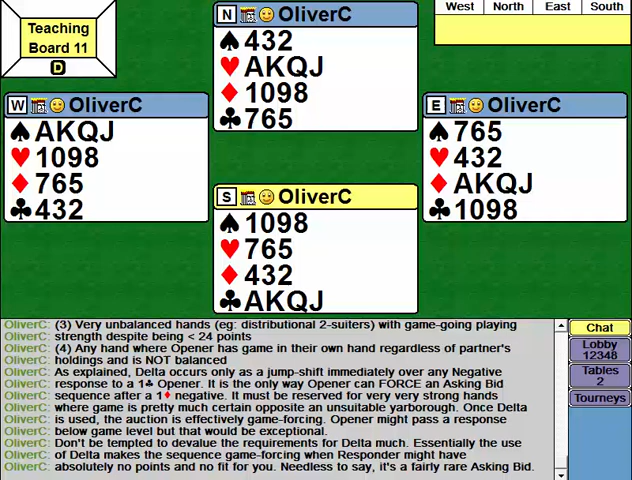 Teaching
Board 11
D
N OliverC
♠ 432
♥ AKQJ
♦ 1098
♣ 765
West North East South
W OliverC
♠ AKQJ
♥ 1098
♦ 765
♣ 432
E OliverC
♠ 765
♥ 432
♦ AKQJ
♣ 1098
S OliverC
♠ 1098
♥ 765
♦ 432
♣ AKQJ
OliverC: (3) Very unbalanced hands (eg: distributional 2-suiters) with game-going playing
OliverC: strength despite being < 24 points
OliverC: (4) Any hand where Opener has game in their own hand regardless of partner's
OliverC: holdings and is NOT balanced
OliverC: As explained, Delta occurs only as a jump-shift immediately over any Negative
OliverC: response to a 1♣ Opener. It is the only way Opener can FORCE an Asking Bid
OliverC: sequence after a 1♦ negative. It must be reserved for very very strong hands
OliverC: where game is pretty much certain opposite an unsuitable yarborough. Once Delta
OliverC: is used, the auction is effectively game-forcing. Opener might pass a response
OliverC: below game level but that would be exceptional.
OliverC: Don't be tempted to devalue the requirements for Delta much. Essentially the use
OliverC: of Delta makes the sequence game-forcing when Responder might have
OliverC: absolutely no points and no fit for you. Needless to say, it's a fairly rare Asking Bid.
Chat
Lobby
12348
Tables
2
Tourneys